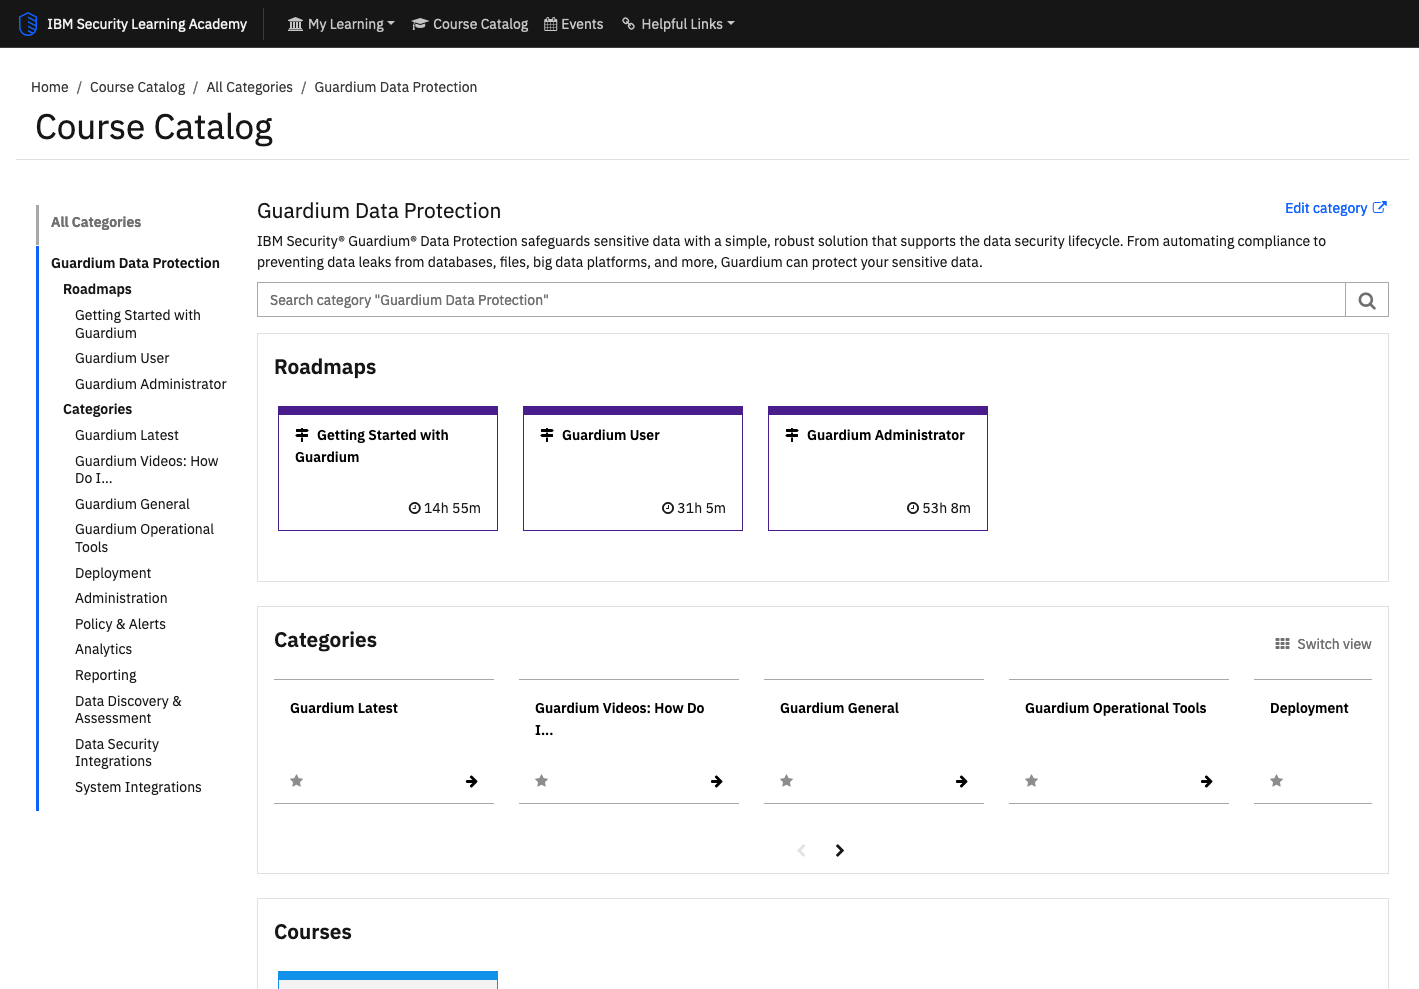 IBM Security Learning Academy
My Learning
Course Catalog
Events
Helpful Links
Home / Course Catalog / All Categories / Guardium Data Protection
Course Catalog
All Categories
Guardium Data Protection
Roadmaps
Getting Started with
Guardium
Guardium User
Guardium Administrator
Categories
Guardium Latest
Guardium Videos: How
Do I...
Guardium General
Guardium Operational
Tools
Deployment
Administration
Policy & Alerts
Analytics
Reporting
Data Discovery &
Assessment
Data Security
Integrations
System Integrations
Guardium Data Protection
Edit category
IBM Security® Guardium® Data Protection safeguards sensitive data with a simple, robust solution that supports the data security lifecycle. From automating compliance to
preventing data leaks from databases, files, big data platforms, and more, Guardium can protect your sensitive data.
Search category "Guardium Data Protection"
Roadmaps
Getting Started with
Guardium
14h 55m
Guardium User
31h 5m
Guardium Administrator
53h 8m
Categories
Switch view
Guardium Latest
Guardium Videos: How Do
I...
Guardium General
Guardium Operational Tools
Deployment
Courses